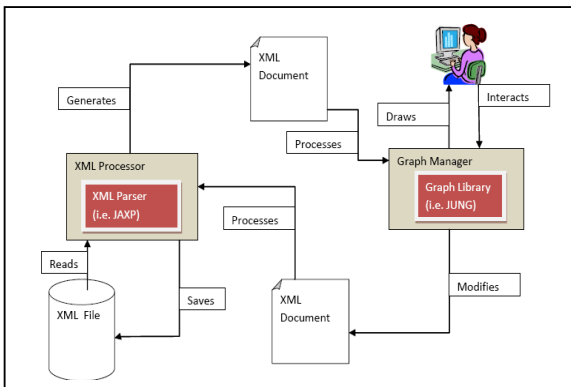 XML
Document
Generates
Interacts
Draws
Processes
XML Processor
Graph Manager
XML Parser
(i.e. JAXP)
Graph Library
(i.e. JUNG)
Processes
Reads
Saves
Modifies
XML File
XML
Document